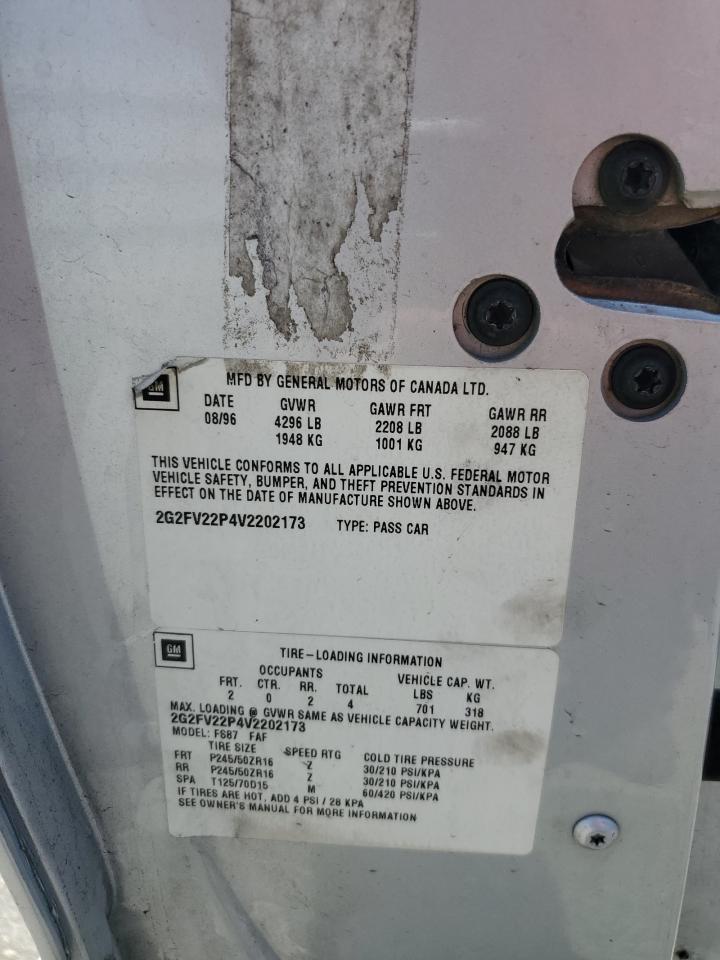 GM
MFD BY GENERAL MOTORS OF CANADA LTD.
DATE GVWR GAWR FRT GAWR RR
08/96 4296 LB 2208 LB 2088 LB
1948 KG 1001 KG 947 KG
THIS VEHICLE CONFORMS TO ALL APPLICABLE U.S. FEDERAL MOTOR
VEHICLE SAFETY, BUMPER, AND THEFT PREVENTION STANDARDS IN
EFFECT ON THE DATE OF MANUFACTURE SHOWN ABOVE.
2G2FV22P4V2202173 TYPE: PASS CAR
GM
TIRE-LOADING INFORMATION
OCCUPANTS VEHICLE CAP. WT.
FRT. CTR. RR. TOTAL LBS KG
2 0 2 4 701 318
MAX. LOADING @ GVWR SAME AS VEHICLE CAPACITY WEIGHT.
2G2FV22P4V2202173
MODEL: FS87 FAF
TIRE SIZE SPEED RTG COLD TIRE PRESSURE
FRT P245/50ZR16 Z 30/210 PSI/KPA
RR P245/50ZR16 Z 30/210 PSI/KPA
SPA T125/70D15 M 60/420 PSI/KPA
IF TIRES ARE HOT, ADD 4 PSI / 28 KPA
SEE OWNER'S MANUAL FOR MORE INFORMATION